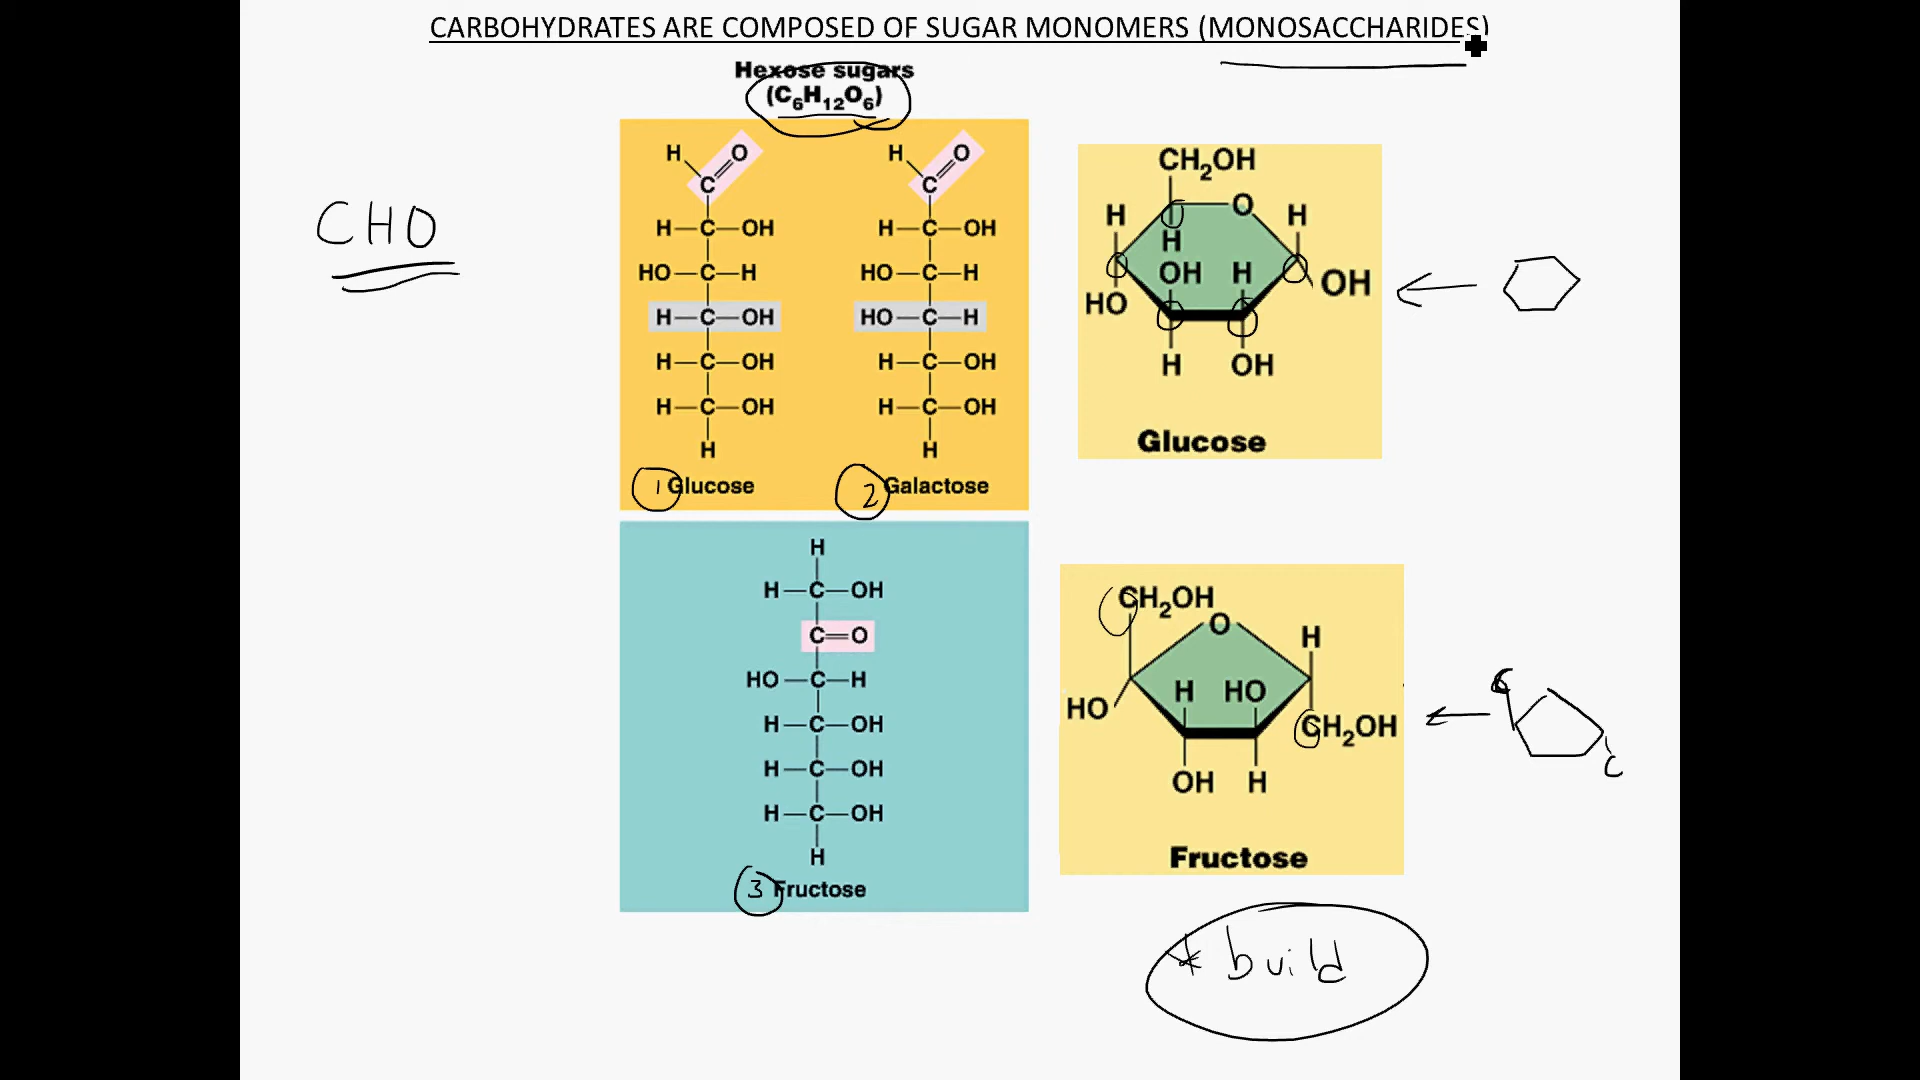 CARBOHYDRATES ARE COMPOSED OF SUGAR MONOMERS (MONOSACCHARIDES)
Hexose sugars
(C6H12O6)
CHO
H O
C
H—C—OH
HO—C—H
H—C—OH
H—C—OH
H—C—OH
H
1 Glucose
H O
C
H—C—OH
HO—C—H
HO—C—H
H—C—OH
H—C—OH
H
2 Galactose
CH2OH
H O H
H
OH H OH
HO
H OH
Glucose
H
H—C—OH
C=O
HO—C—H
H—C—OH
H—C—OH
H—C—OH
H
3 Fructose
CH2OH
O H
H HO
HO CH2OH
OH H
Fructose
C
C
* build